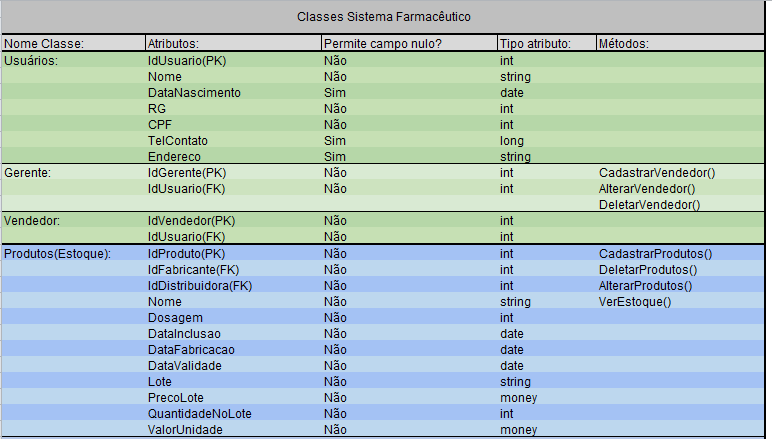 Classes Sistema Farmacêutico
Nome Classe: Atributos: Permite campo nulo? Tipo atributo: Métodos:
Usuários: IdUsuario(PK) Não int
Nome Não string
DataNascimento Sim date
RG Não int
CPF Não int
TelContato Sim long
Endereco Sim string
Gerente: IdGerente(PK) Não int CadastrarVendedor()
IdUsuario(FK) Não int AlterarVendedor()
DeletarVendedor()
Vendedor: IdVendedor(PK) Não int
IdUsuario(FK) Não int
Produtos(Estoque): IdProduto(PK) Não int CadastrarProdutos()
IdFabricante(FK) Não int DeletarProdutos()
IdDistribuidora(FK) Não int AlterarProdutos()
Nome Não string VerEstoque()
Dosagem Não int
DataInclusao Não date
DataFabricacao Não date
DataValidade Não date
Lote Não string
PrecoLote Não money
QuantidadeNoLote Não int
ValorUnidade Não money